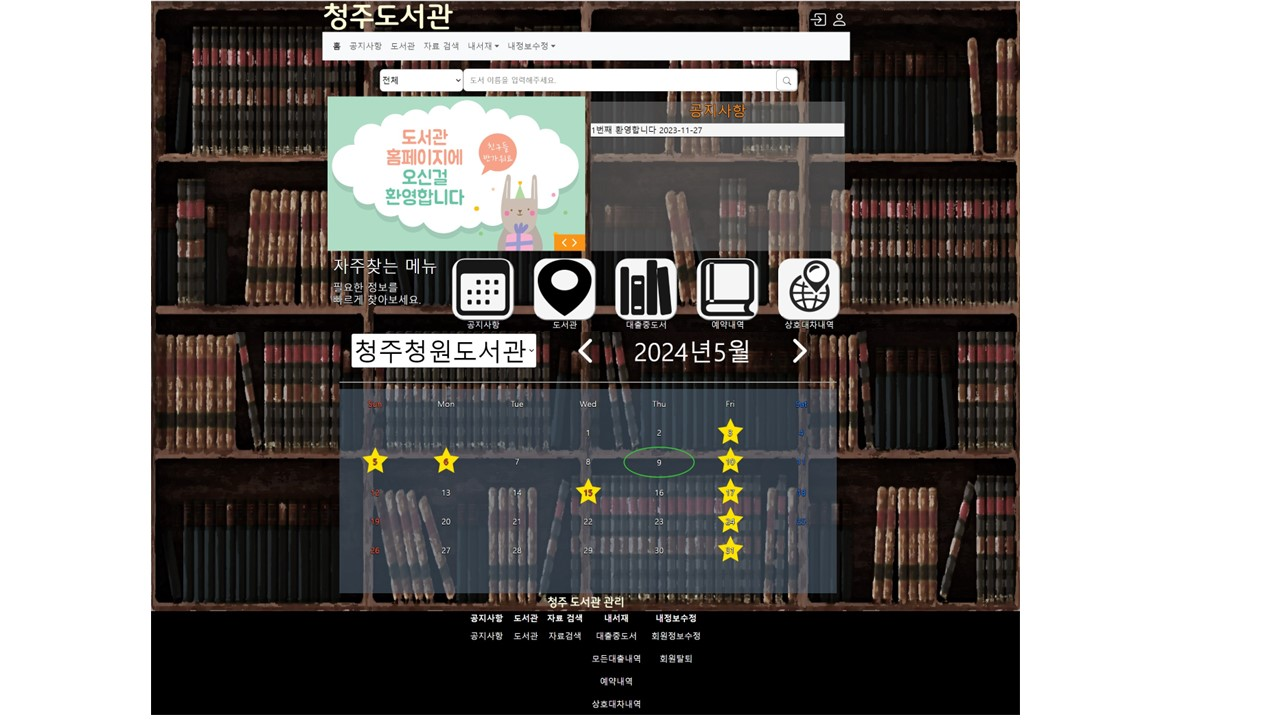 청주도서관
홈 공지사항 도서관 자료 검색 내서재 내정보수정
전체 도서 이름을 입력해주세요.
도서관
홈페이지에
오신걸
환영합니다
친구들
반가워요
공지사항
1번째 환영합니다 2023-11-27
자주찾는 메뉴
필요한 정보를
빠르게 찾아보세요.
공지사항 도서관 대출중도서 예약내역 상호대차내역
청주청원도서관 2024년5월
Sun Mon Tue Wed Thu Fri Sat
1 2 3 4
5 6 7 8 9 10 11
12 13 14 15 16 17 18
19 20 21 22 23 24 25
26 27 28 29 30 31
청주 도서관 관리
공지사항 도서관 자료 검색 내서재 내정보수정
공지사항 도서관 자료검색 대출중도서 회원정보수정
모든대출내역 회원탈퇴
예약내역
상호대차내역